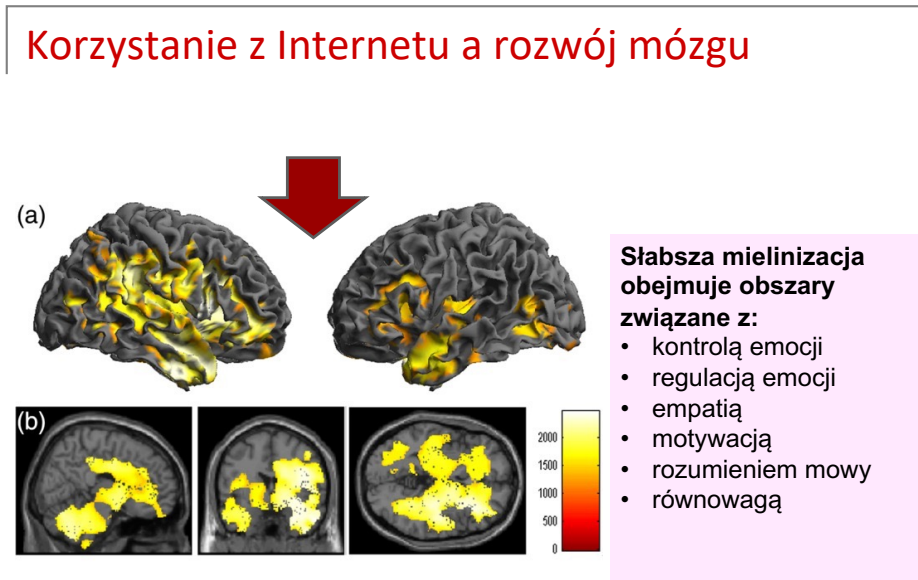 Korzystanie z Internetu a rozwój mózgu
(a)
Słabsza mielinizacja
obejmuje obszary
związane z:
• kontrolą emocji
• regulacją emocji
• empatią
• motywacją
• rozumieniem mowy
• równowagą
(b)
2000
1500
1000
500
0